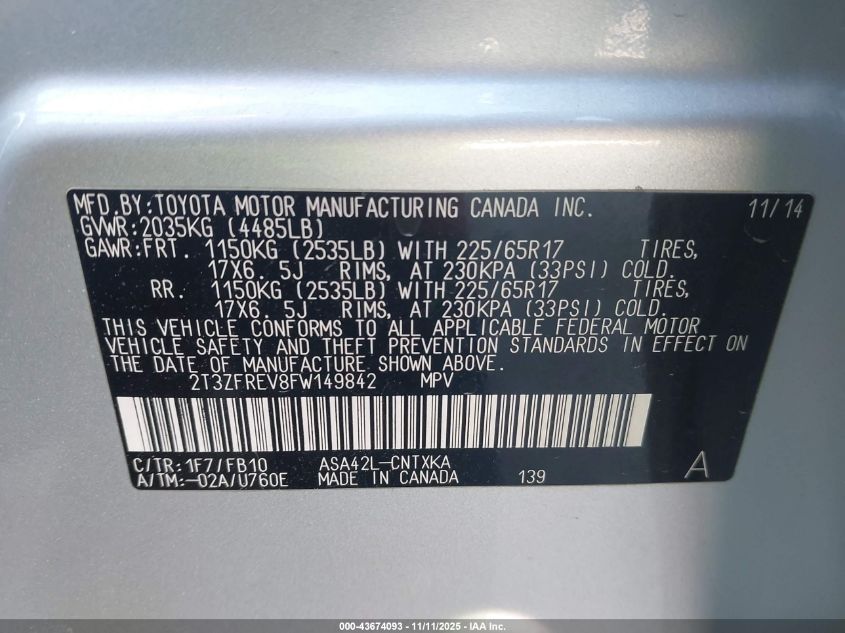 MFD.BY:TOYOTA MOTOR MANUFACTURING CANADA INC. 11/14
GVWR:2035KG (4485LB)
GAWR:FRT. 1150KG (2535LB) WITH 225/65R17 TIRES,
17X6. 5J RIMS, AT 230KPA (33PSI) COLD.
RR. 1150KG (2535LB) WITH 225/65R17 TIRES,
17X6. 5J RIMS, AT 230KPA (33PSI) COLD.
THIS VEHICLE CONFORMS TO ALL APPLICABLE FEDERAL MOTOR
VEHICLE SAFETY AND THEFT PREVENTION STANDARDS IN EFFECT ON
THE DATE OF MANUFACTURE SHOWN ABOVE.
2T3ZFREV8FW149842 MPV
C/TR:1F7/FB10 ASA42L-CNTXKA
A/TM:-02A/U760E MADE IN CANADA 139 A
000-43674093 - 11/11/2025 - IAA Inc.